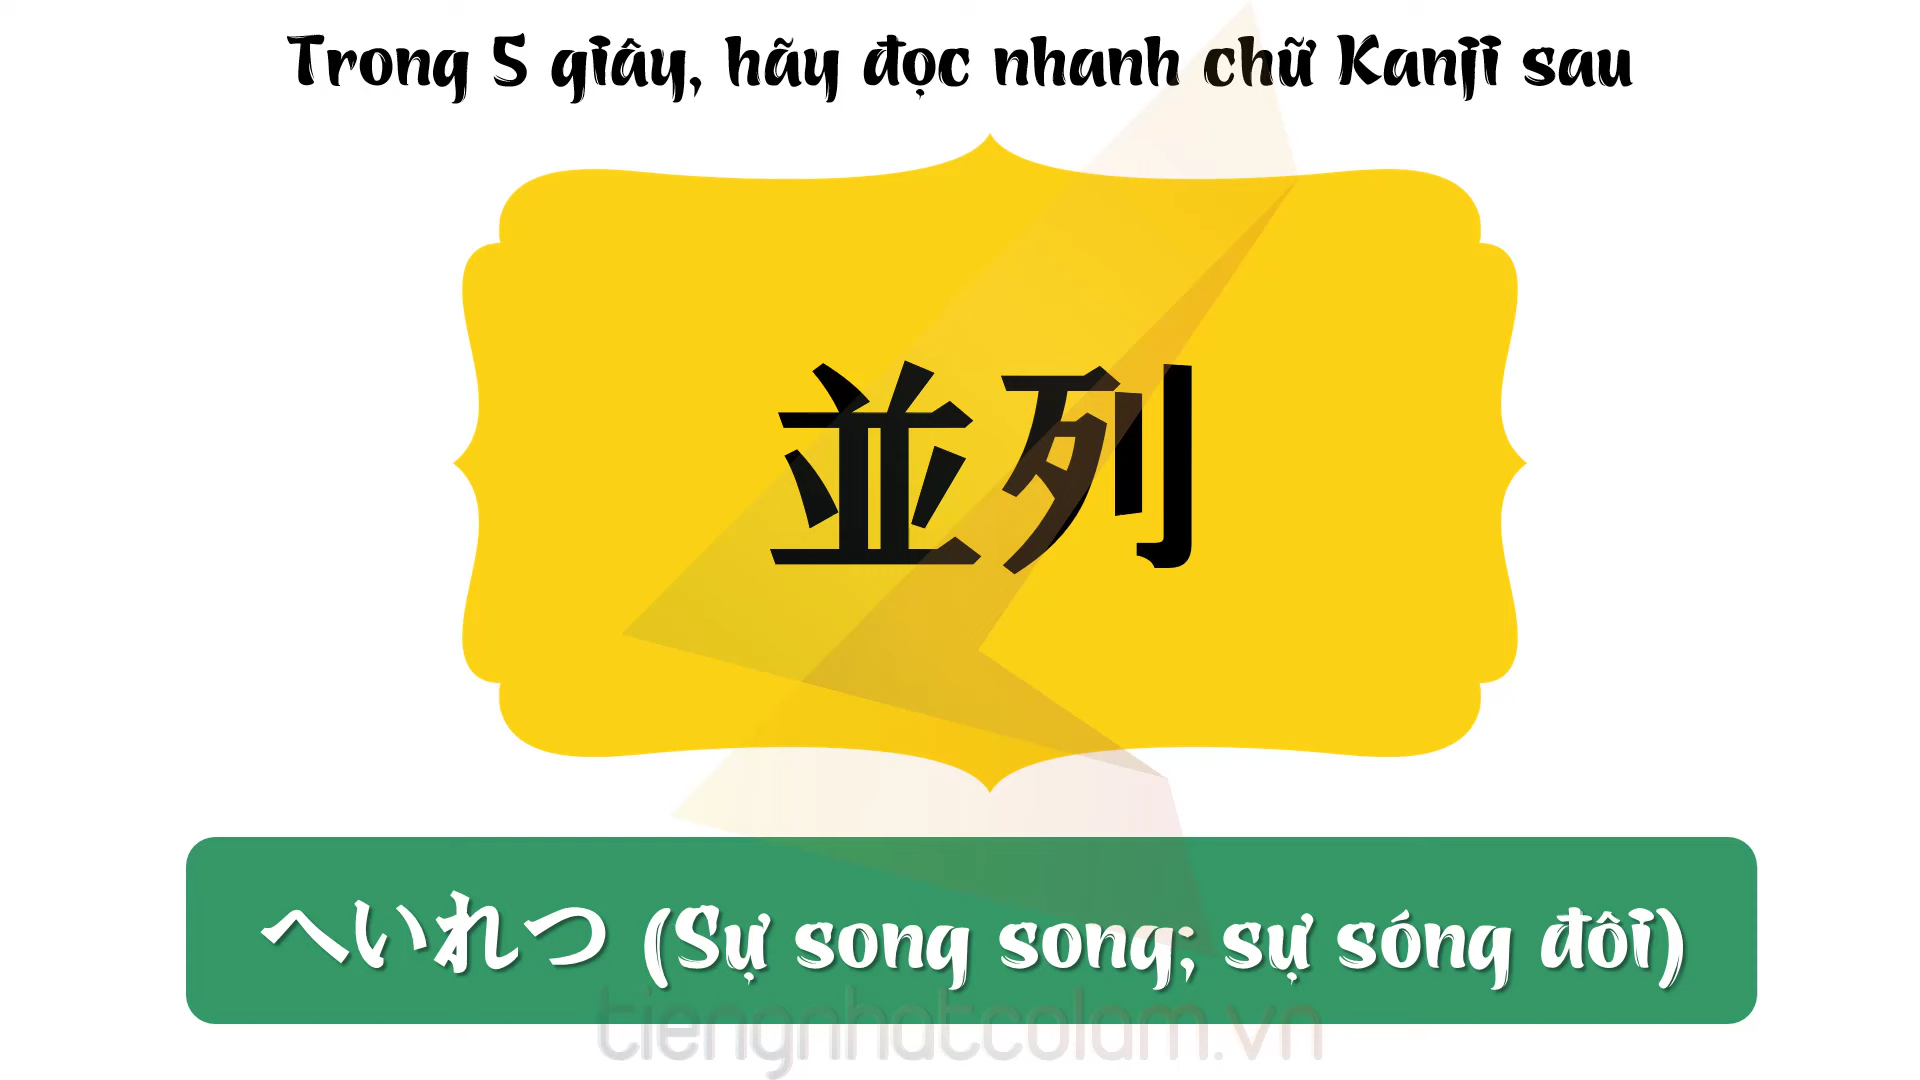 Trong 5 giây, hãy đọc nhanh chữ Kanji sau
並列
へいれつ (Sự song song; sự sóng đôi)
tiengnhatcolam.vn